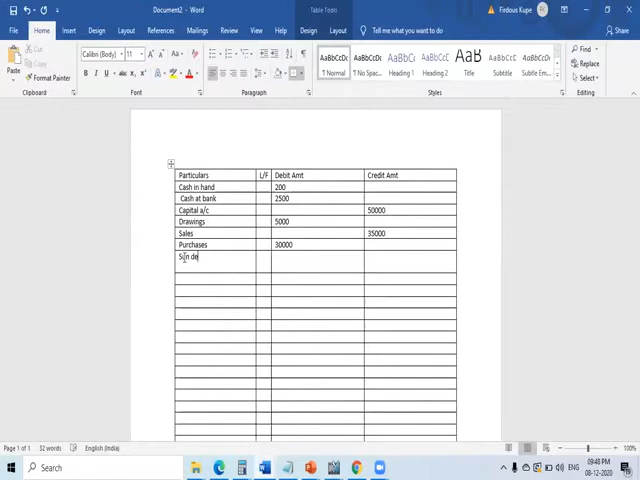 Document2 - Word
Table Tools
Firdous Kupe
FK
File
Home
Insert
Draw
Design
Layout
References
Mailings
Review
View
Help
Design
Layout
Tell me what you want to do
Share
Paste
Cut
Copy
Format Painter
Clipboard
Calibri (Body)
11
Font
Paragraph
AaBbCcDc
¶ Normal
AaBbCcDc
¶ No Spac...
AaBbCc
Heading 1
AaBbCcC
Heading 2
AaB
Title
AaBbCcD
Subtitle
AaBbCcDc
Subtle Em...
Styles
Find
Replace
Select
Editing
Particulars L/F Debit Amt Credit Amt
Cash in hand 200
Cash at bank 2500
Capital a/c 50000
Drawings 5000
Sales 35000
Purchases 30000
Sun de
Page 1 of 1
32 words
English (India)
100%
Search
ENG
09:48 PM
08-12-2020